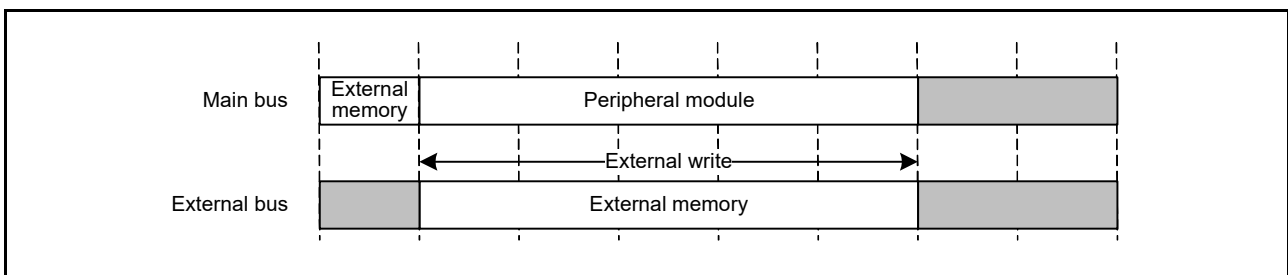 Main bus
External
memory
Peripheral module
External write
External bus
External memory